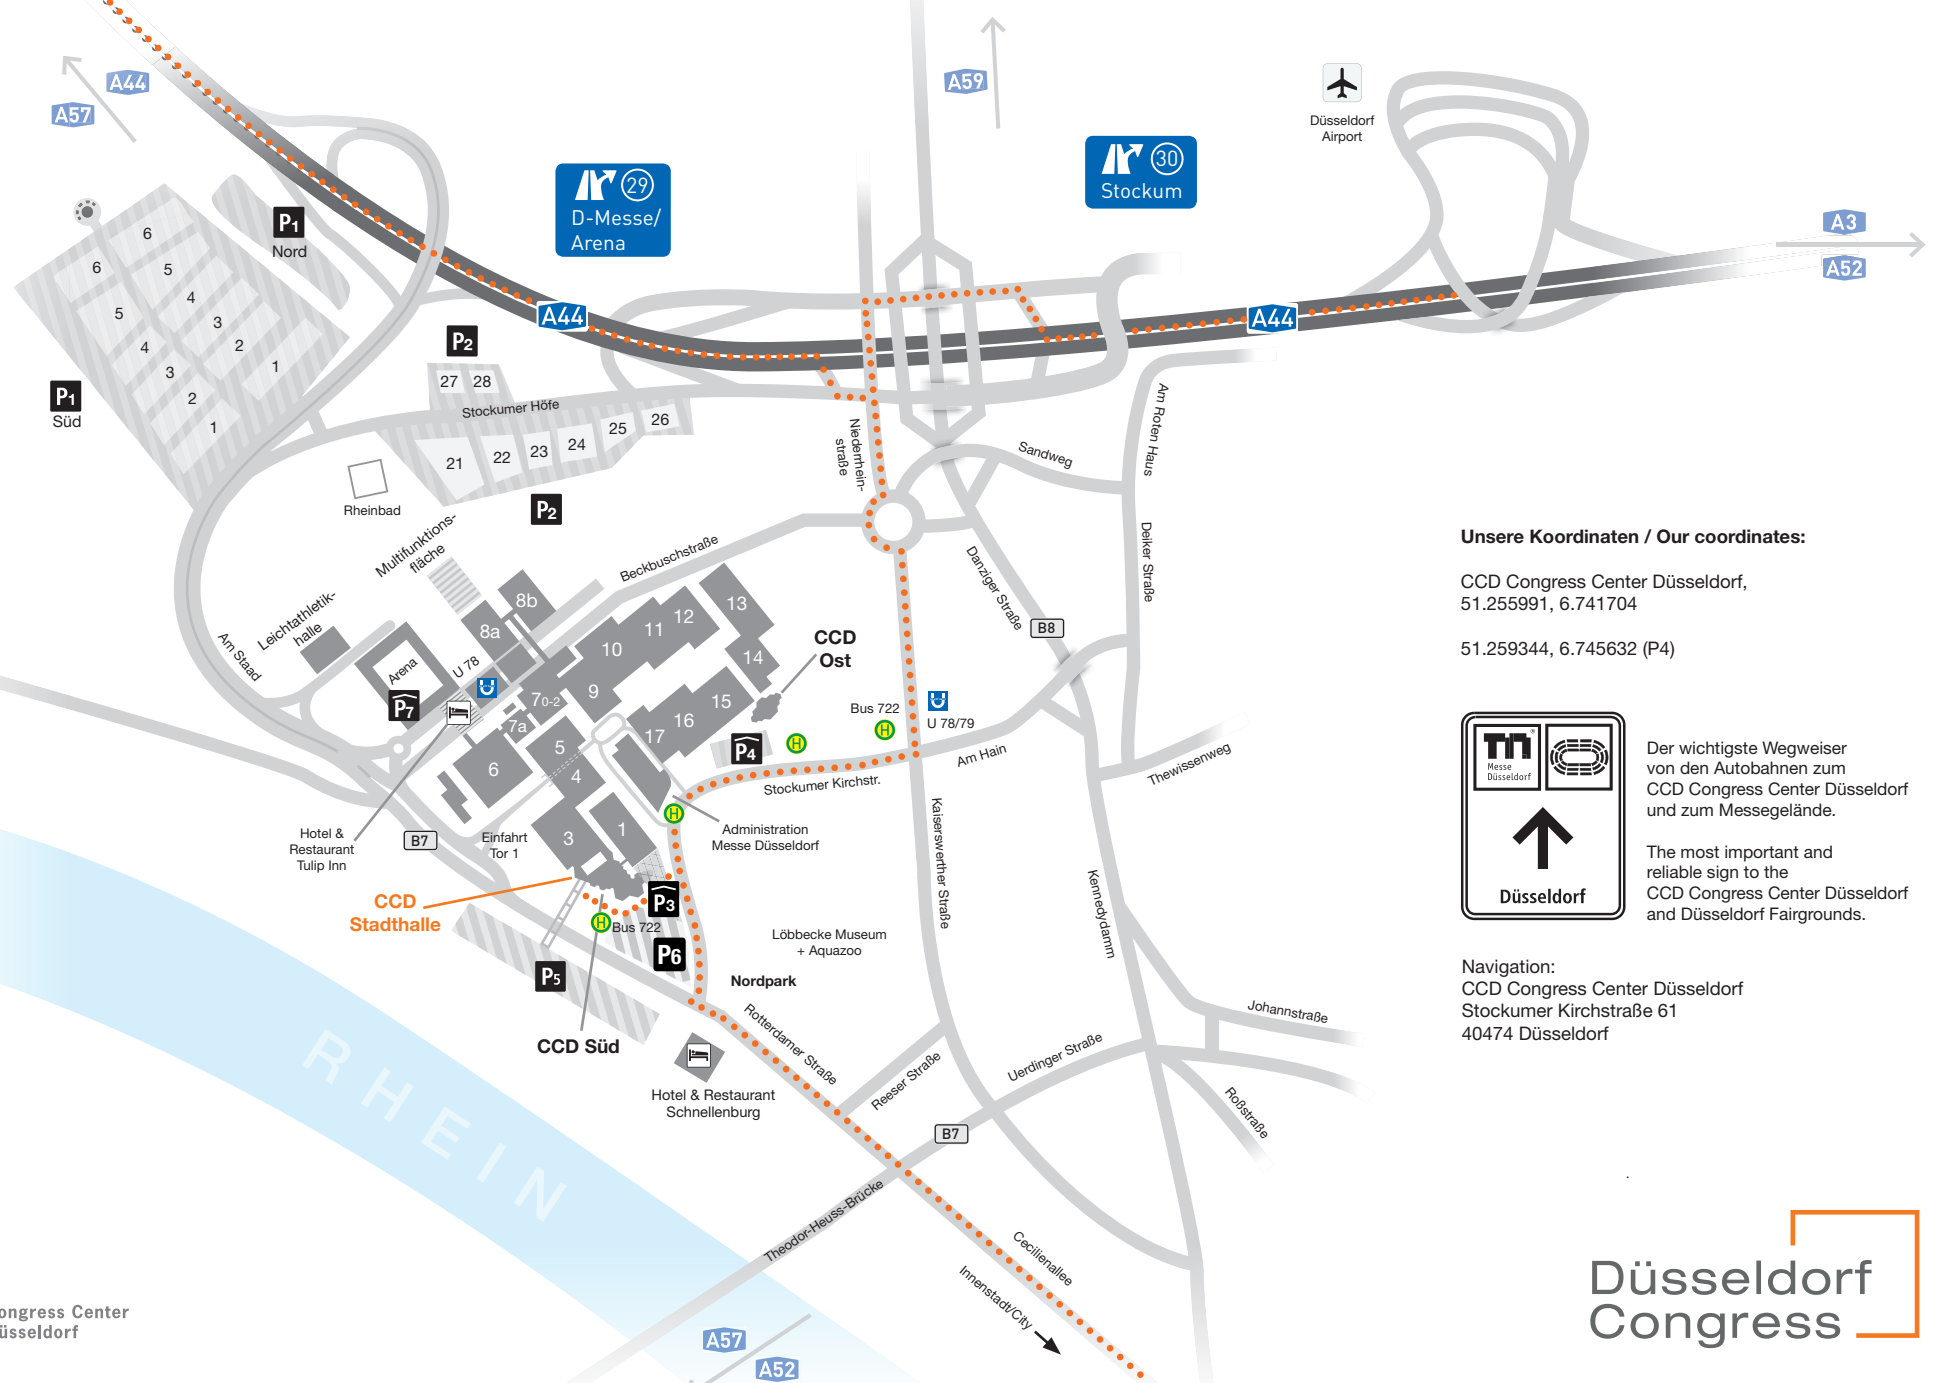 A44
A57
A59
29
D-Messe/
Arena
30
Stockum
Düsseldorf
Airport
A3
A52
P1
Nord
6
6
5
5
4
4
3
3
2
2
1
1
P1
Süd
A44
A44
P2
27
28
Stockumer Höfe
21
22
23
24
25
26
P2
Rheinbad
Niederrhein-
straße
Sandweg
Am Roten Haus
Deiker Straße
Danziger Straße
B8
Multifunktions-
fläche
Beckbuschstraße
Leichtathletik-
halle
Am Staad
Arena
P7
U 78
8a
8b
70-2
7a
9
10
11
12
13
14
15
16
17
5
4
6
3
1
CCD
Ost
P4
Bus 722
H
H
H
U 78/79
Am Hain
Thewissenweg
Stockumer Kirchstr.
Administration
Messe Düsseldorf
Hotel &
Restaurant
Tulip Inn
B7
Einfahrt
Tor 1
CCD
Stadthalle
H
Bus 722
P3
P6
P5
CCD Süd
Löbbecke Museum
+ Aquazoo
Nordpark
Kaiserswerther Straße
Kennedydamm
Rotterdamer Straße
Hotel & Restaurant
Schnellenburg
Reeser Straße
Uerdinger Straße
Johannstraße
Roßstraße
B7
Theodor-Heuss-Brücke
Cecilienallee
Innenstadt/City
RHEIN
A57
A52
Unsere Koordinaten / Our coordinates:
CCD Congress Center Düsseldorf,
51.255991, 6.741704
51.259344, 6.745632 (P4)
Messe
Düsseldorf
Düsseldorf
Der wichtigste Wegweiser
von den Autobahnen zum
CCD Congress Center Düsseldorf
und zum Messegelände.
The most important and
reliable sign to the
CCD Congress Center Düsseldorf
and Düsseldorf Fairgrounds.
Navigation:
CCD Congress Center Düsseldorf
Stockumer Kirchstraße 61
40474 Düsseldorf
ongress Center
üsseldorf
Düsseldorf
Congress